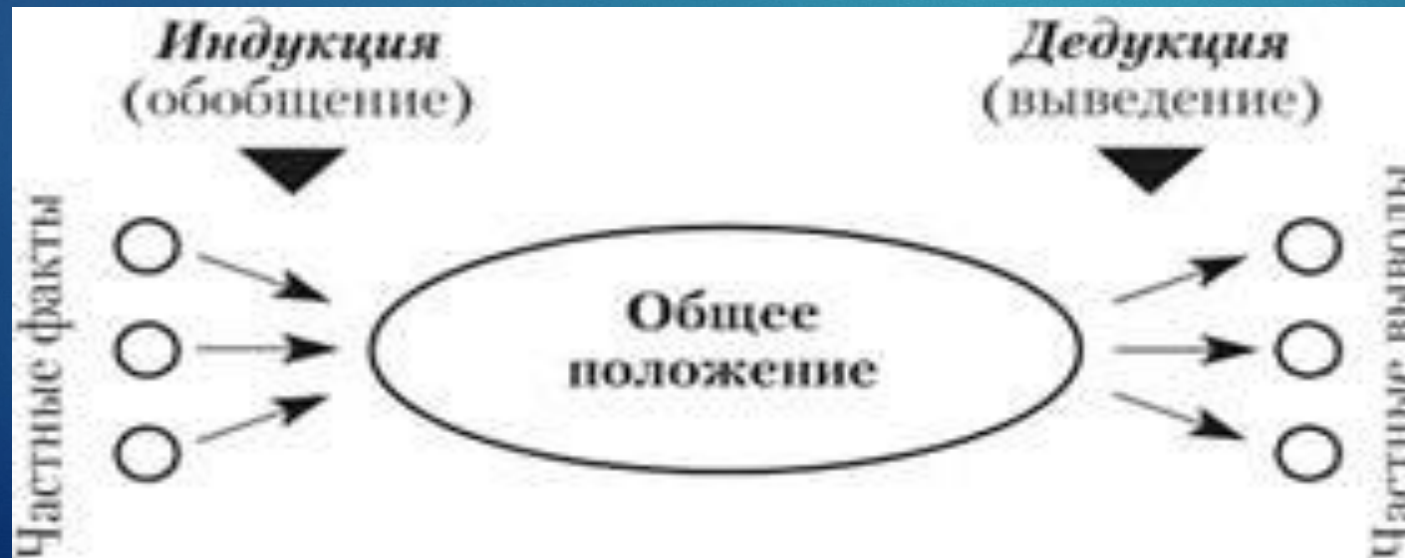 Индукция
(обобщение)
Дедукция
(выведение)
Частные факты
Общее
положение
Частные выводы